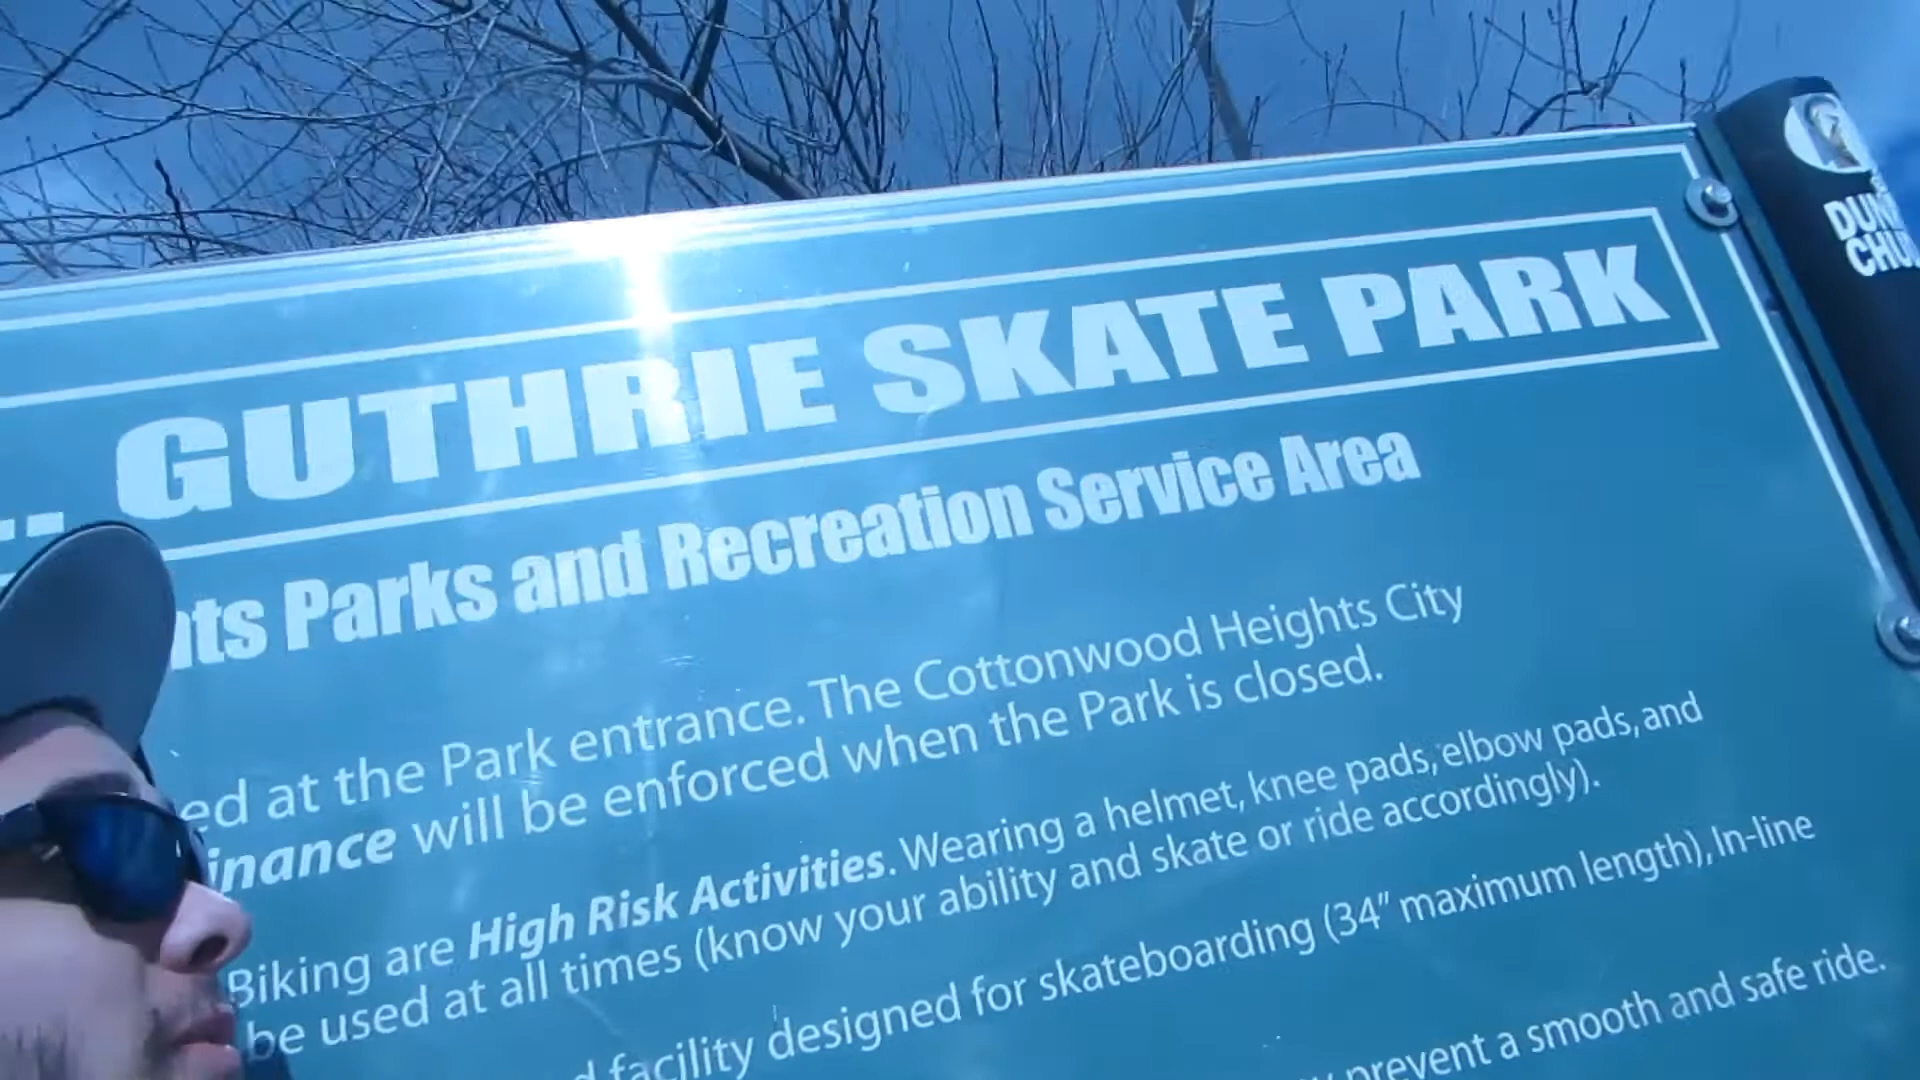 .. GUTHRIE SKATE PARK
Parks and Recreation Service Area
at the Park entrance. The Cottonwood Heights City
will be enforced when the Park is closed.
Biking are High Risk Activities. Wearing a helmet, knee pads, elbow pads, and
be used at all times (know your ability and skate or ride accordingly).
facility designed for skateboarding (34" maximum length), In-line
prevent a smooth and safe ride.